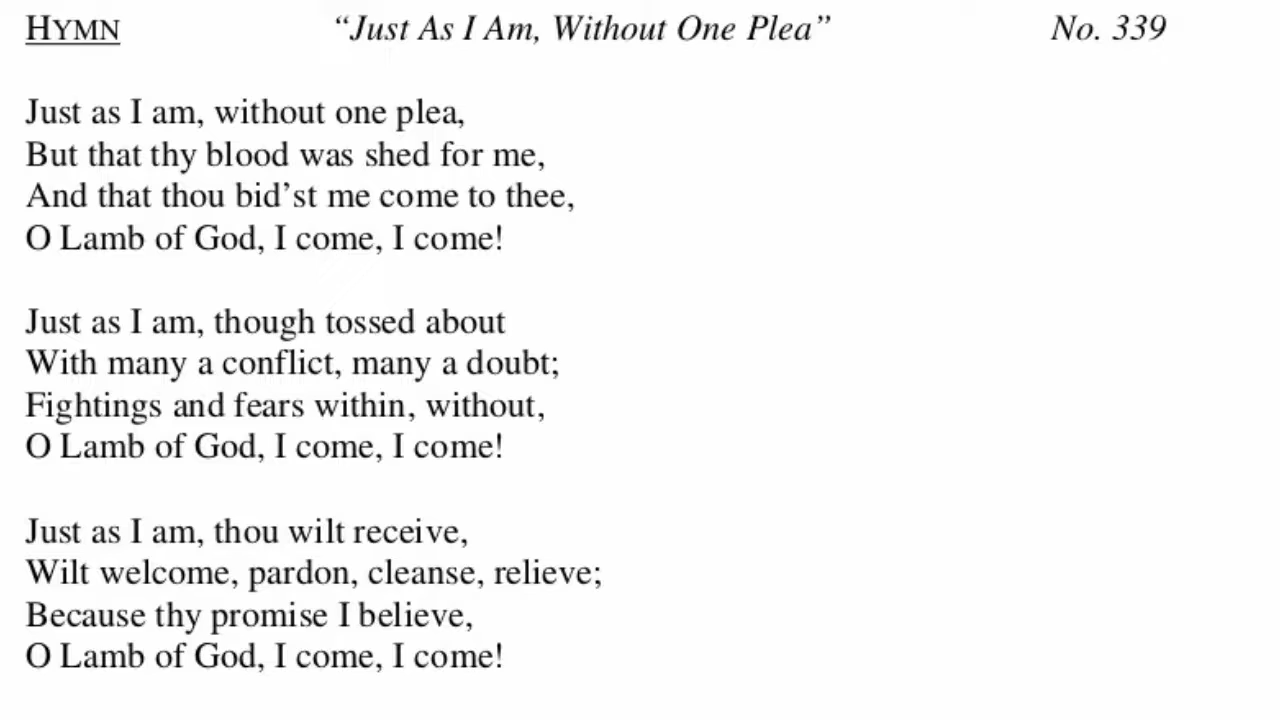 HYMN “Just As I Am, Without One Plea” No. 339
Just as I am, without one plea,
But that thy blood was shed for me,
And that thou bid’st me come to thee,
O Lamb of God, I come, I come!
Just as I am, though tossed about
With many a conflict, many a doubt;
Fightings and fears within, without,
O Lamb of God, I come, I come!
Just as I am, thou wilt receive,
Wilt welcome, pardon, cleanse, relieve;
Because thy promise I believe,
O Lamb of God, I come, I come!